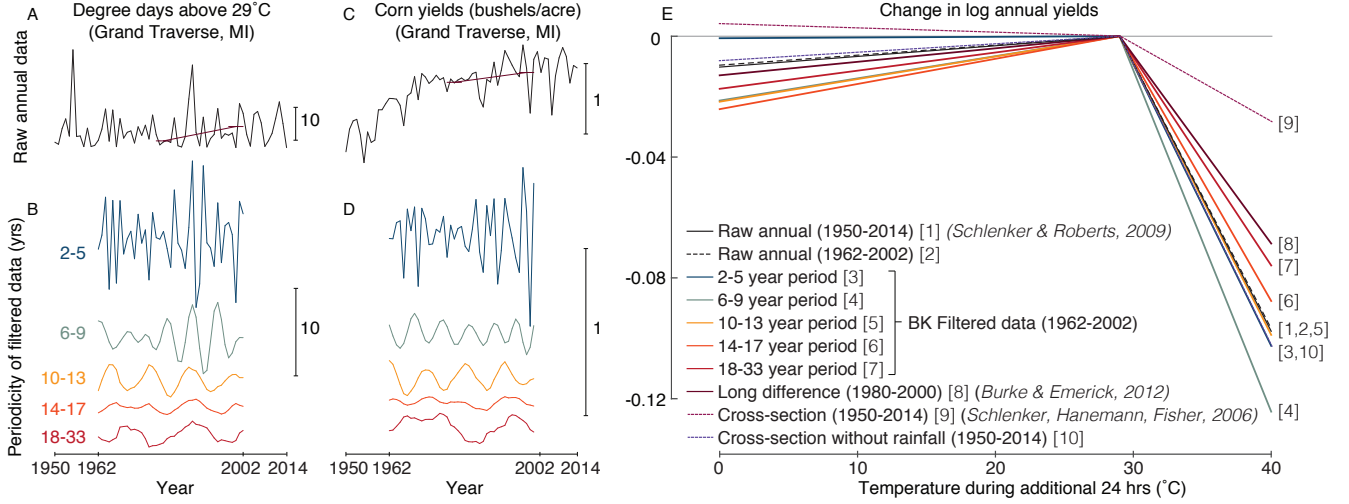 A
Degree days above 29˚C
(Grand Traverse, MI)
Raw annual data
10
B
Periodicity of filtered data (yrs)
2-5
6-9
10-13
14-17
18-33
10
1950 1962 2002 2014
Year
C
Corn yields (bushels/acre)
(Grand Traverse, MI)
1
D
1
1950 1962 2002 2014
Year
E
Change in log annual yields
0
-0.04
-0.08
-0.12
Raw annual (1950-2014) [1] (Schlenker & Roberts, 2009)
Raw annual (1962-2002) [2]
2-5 year period [3]
6-9 year period [4]
10-13 year period [5]
14-17 year period [6]
18-33 year period [7]
BK Filtered data (1962-2002)
Long difference (1980-2000) [8] (Burke & Emerick, 2012)
Cross-section (1950-2014) [9] (Schlenker, Hanemann, Fisher, 2006)
Cross-section without rainfall (1950-2014) [10]
[9]
[8]
[7]
[6]
[1,2,5]
[3,10]
[4]
0 10 20 30 40
Temperature during additional 24 hrs (˚C)